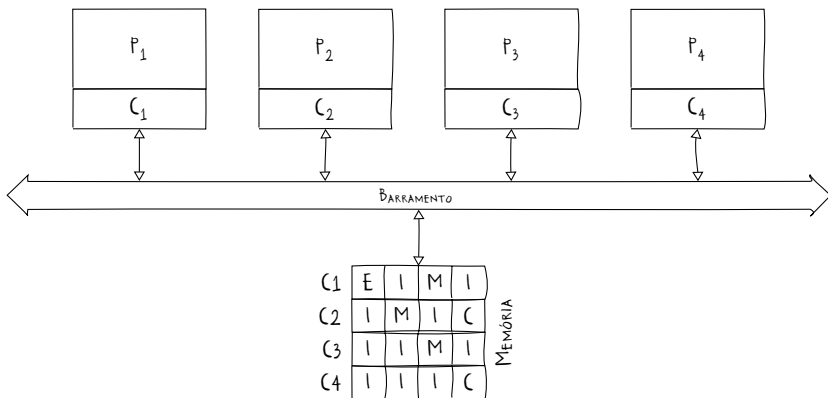 P1 P2 P3 P4
C1 C2 C3 C4
BARRAMENTO
C1 E I M I
C2 I M I C
C3 I I M I
C4 I I I C
MEMÓRIA